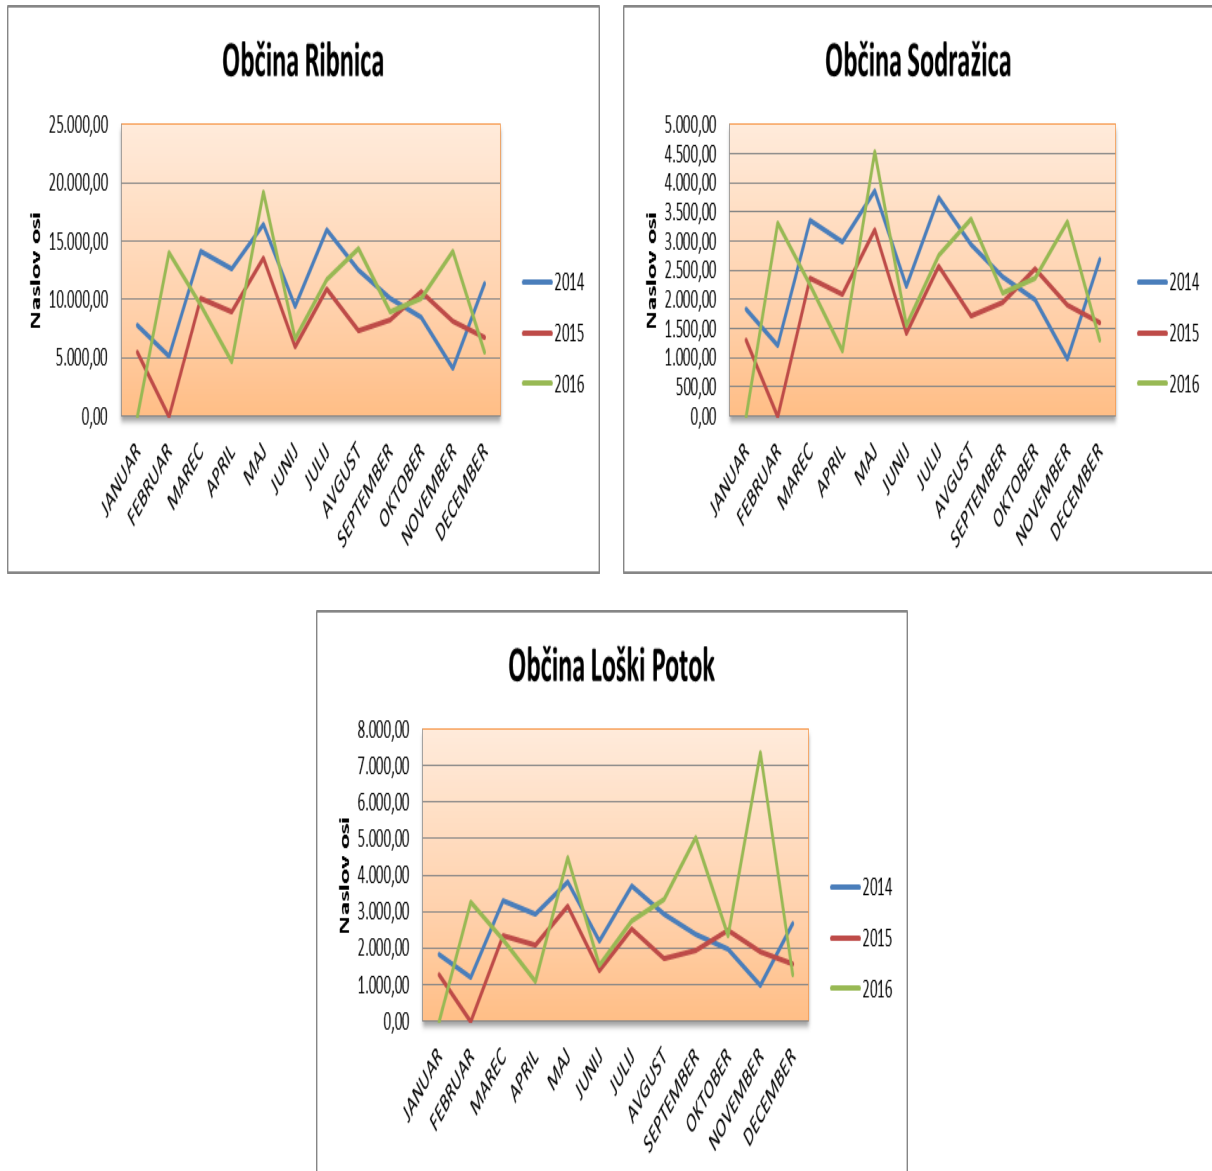 Občina Ribnica
Naslov osi
25.000,00
20.000,00
15.000,00
10.000,00
5.000,00
0,00
JANUAR
FEBRUAR
MAREC
APRIL
MAJ
JUNIJ
JULIJ
AVGUST
SEPTEMBER
OKTOBER
NOVEMBER
DECEMBER
2014
2015
2016
Občina Sodražica
Naslov osi
5.000,00
4.500,00
4.000,00
3.500,00
3.000,00
2.500,00
2.000,00
1.500,00
1.000,00
500,00
0,00
JANUAR
FEBRUAR
MAREC
APRIL
MAJ
JUNIJ
JULIJ
AVGUST
SEPTEMBER
OKTOBER
NOVEMBER
DECEMBER
2014
2015
2016
Občina Loški Potok
Naslov osi
8.000,00
7.000,00
6.000,00
5.000,00
4.000,00
3.000,00
2.000,00
1.000,00
0,00
JANUAR
FEBRUAR
MAREC
APRIL
MAJ
JUNIJ
JULIJ
AVGUST
SEPTEMBER
OKTOBER
NOVEMBER
DECEMBER
2014
2015
2016